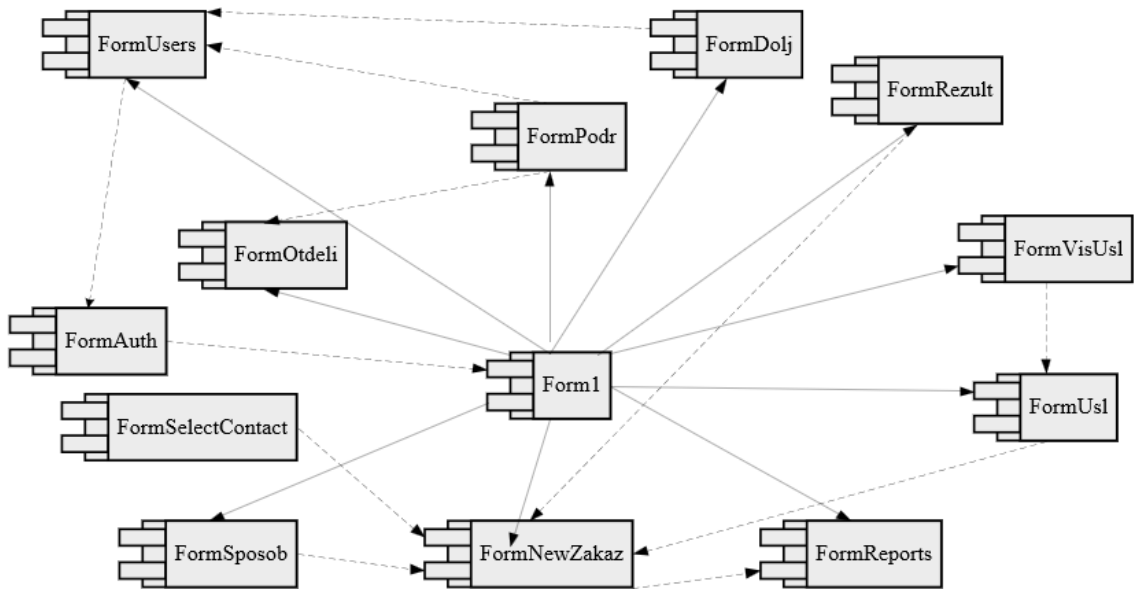 FormUsers
FormDolj
FormRezult
FormPodr
FormOtdeli
FormVisUsl
FormAuth
Form1
FormUsl
FormSelectContact
FormSposob
FormNewZakaz
FormReports